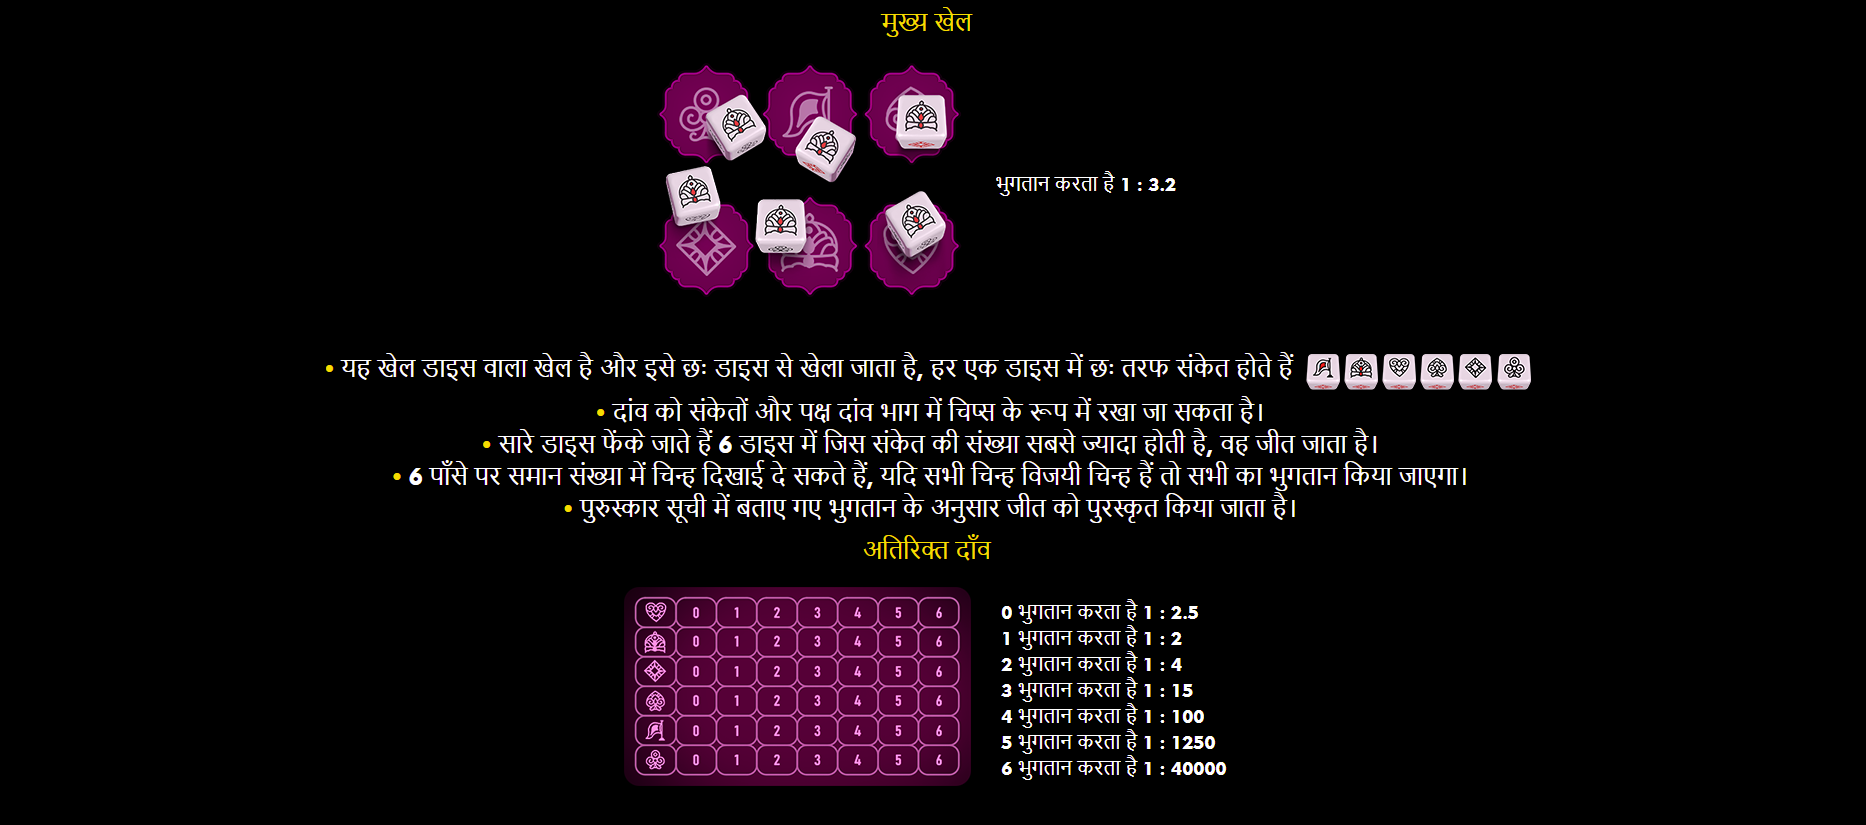 मुख्य खेल
भुगतान करता है 1 : 3.2
• यह खेल डाइस वाला खेल है और इसे छः डाइस से खेला जाता है, हर एक डाइस में छः तरफ संकेत होते हैं
• दांव को संकेतों और पक्ष दांव भाग में चिप्स के रूप में रखा जा सकता है।
• सारे डाइस फेंके जाते हैं 6 डाइस में जिस संकेत की संख्या सबसे ज्यादा होती है, वह जीत जाता है।
• 6 पाँसे पर समान संख्या में चिन्ह दिखाई दे सकते हैं, यदि सभी चिन्ह विजयी चिन्ह हैं तो सभी का भुगतान किया जाएगा।
• पुरुस्कार सूची में बताए गए भुगतान के अनुसार जीत को पुरस्कृत किया जाता है।
अतिरिक्त दाँव
0 1 2 3 4 5 6
0 1 2 3 4 5 6
0 1 2 3 4 5 6
0 1 2 3 4 5 6
0 1 2 3 4 5 6
0 1 2 3 4 5 6
0 भुगतान करता है 1 : 2.5
1 भुगतान करता है 1 : 2
2 भुगतान करता है 1 : 4
3 भुगतान करता है 1 : 15
4 भुगतान करता है 1 : 100
5 भुगतान करता है 1 : 1250
6 भुगतान करता है 1 : 40000